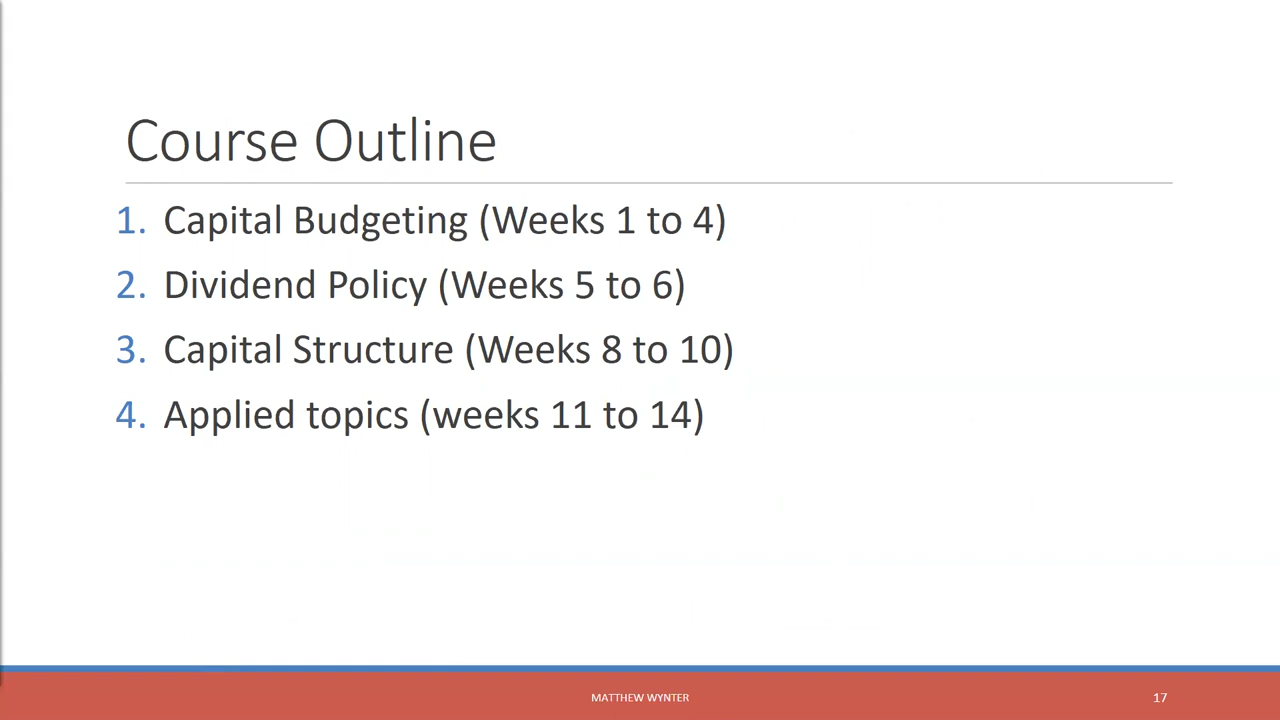 Course Outline
1. Capital Budgeting (Weeks 1 to 4)
2. Dividend Policy (Weeks 5 to 6)
3. Capital Structure (Weeks 8 to 10)
4. Applied topics (weeks 11 to 14)
MATTHEW WYNTER
17